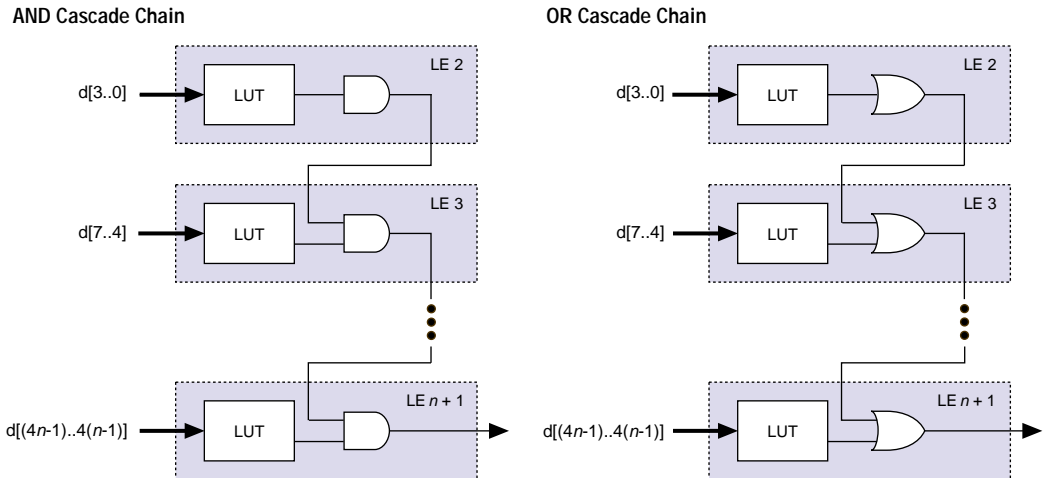 AND Cascade Chain
LE 2
d[3..0]
LUT
LE 3
d[7..4]
LUT
LE n + 1
d[(4n-1)..4(n-1)]
LUT
OR Cascade Chain
LE 2
d[3..0]
LUT
LE 3
d[7..4]
LUT
LE n + 1
d[(4n-1)..4(n-1)]
LUT